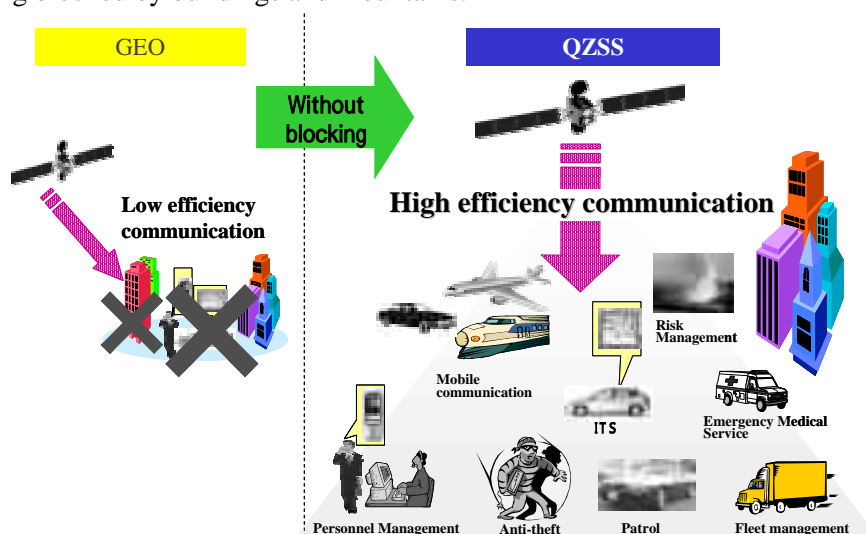 GEO
QZSS
Without
blocking
Low efficiency
communication
High efficiency communication
Risk
Management
Mobile
communication
ITS
Emergency Medical
Service
Personnel Management
Anti-theft
Patrol
Fleet management